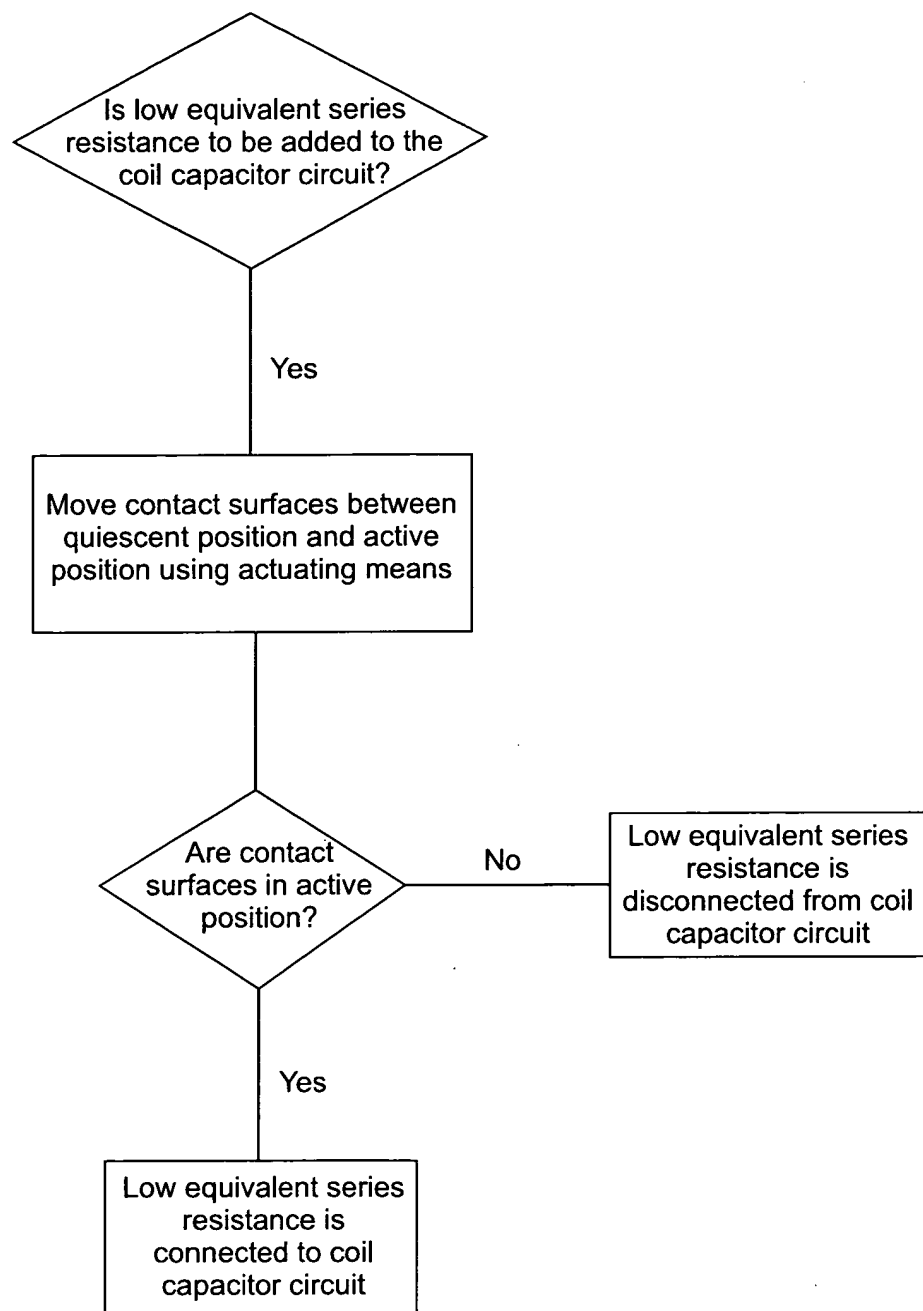 Is low equivalent series
resistance to be added to the
coil capacitor circuit?
Yes
Move contact surfaces between
quiescent position and active
position using actuating means
Are contact
surfaces in active
position?
No
Low equivalent series
resistance is
disconnected from coil
capacitor circuit
Yes
Low equivalent series
resistance is
connected to coil
capacitor circuit